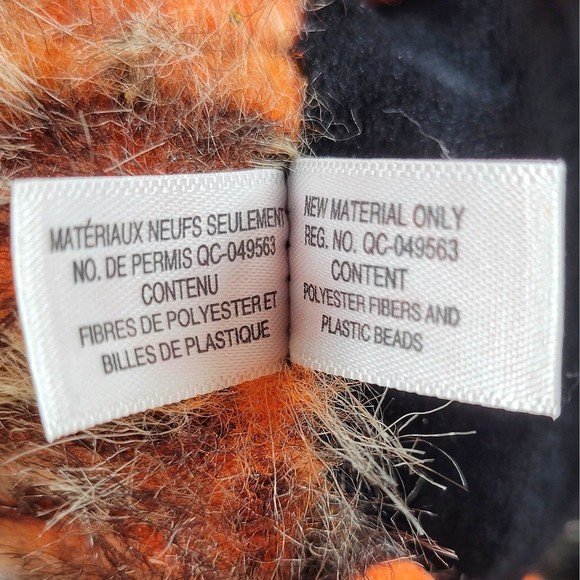 MATÉRIAUX NEUFS SEULEMENT
NO. DE PERMIS QC-049563
CONTENU
FIBRES DE POLYESTER ET
BILLES DE PLASTIQUE
NEW MATERIAL ONLY
REG. NO. QC-049563
CONTENT
POLYESTER FIBERS AND
PLASTIC BEADS